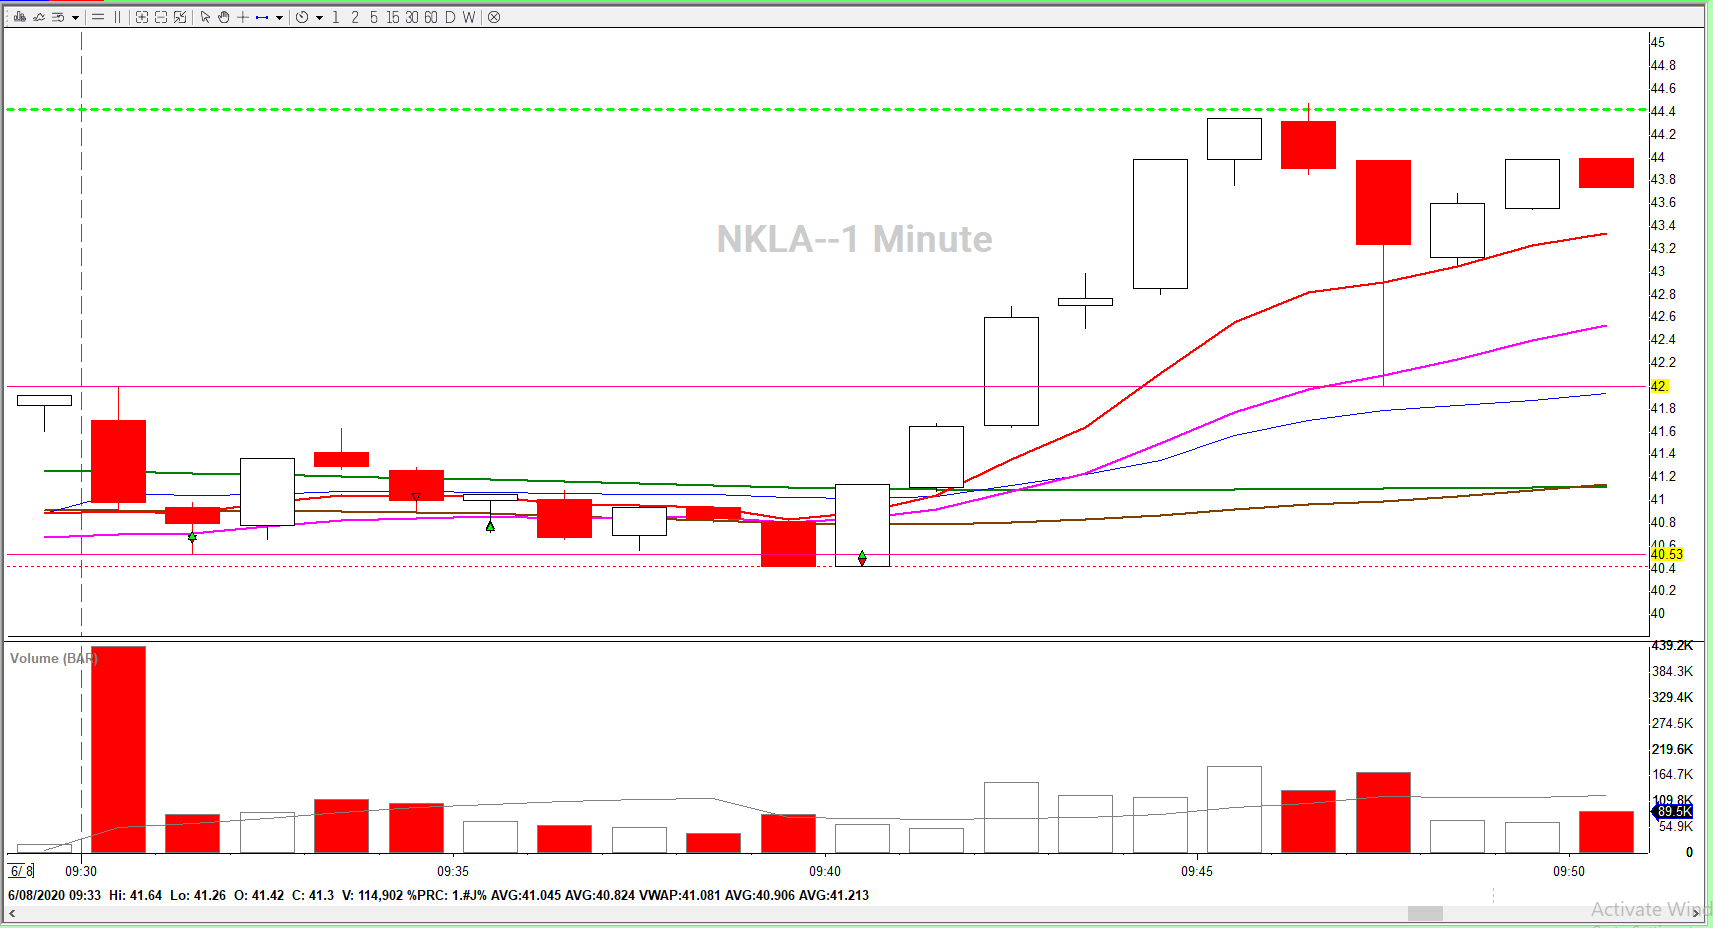 1 2 5 15 30 60 D W
45
44.8
44.6
44.4
44.2
44
43.8
43.6
43.4
43.2
43
42.8
42.6
42.4
42.2
42.
41.8
41.6
41.4
41.2
41
40.8
40.6
40.53
40.4
40.2
40
NKLA--1 Minute
Volume (BAR)
439.2K
384.3K
329.4K
274.5K
219.6K
164.7K
109.8K
89.5K
54.9K
0
6/ 8 09:30 09:35 09:40 09:45 09:50
6/08/2020 09:33 Hi: 41.64 Lo: 41.26 O: 41.42 C: 41.3 V: 114,902 %PRC: 1.#J% AVG:41.045 AVG:40.824 VWAP:41.081 AVG:40.906 AVG:41.213
Activate Wind